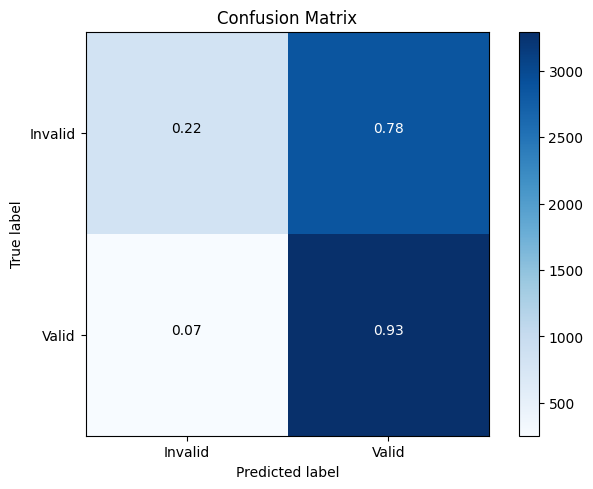 Confusion Matrix
Invalid 0.22 0.78
Valid 0.07 0.93
Invalid Valid
Predicted label
True label
3000
2500
2000
1500
1000
500